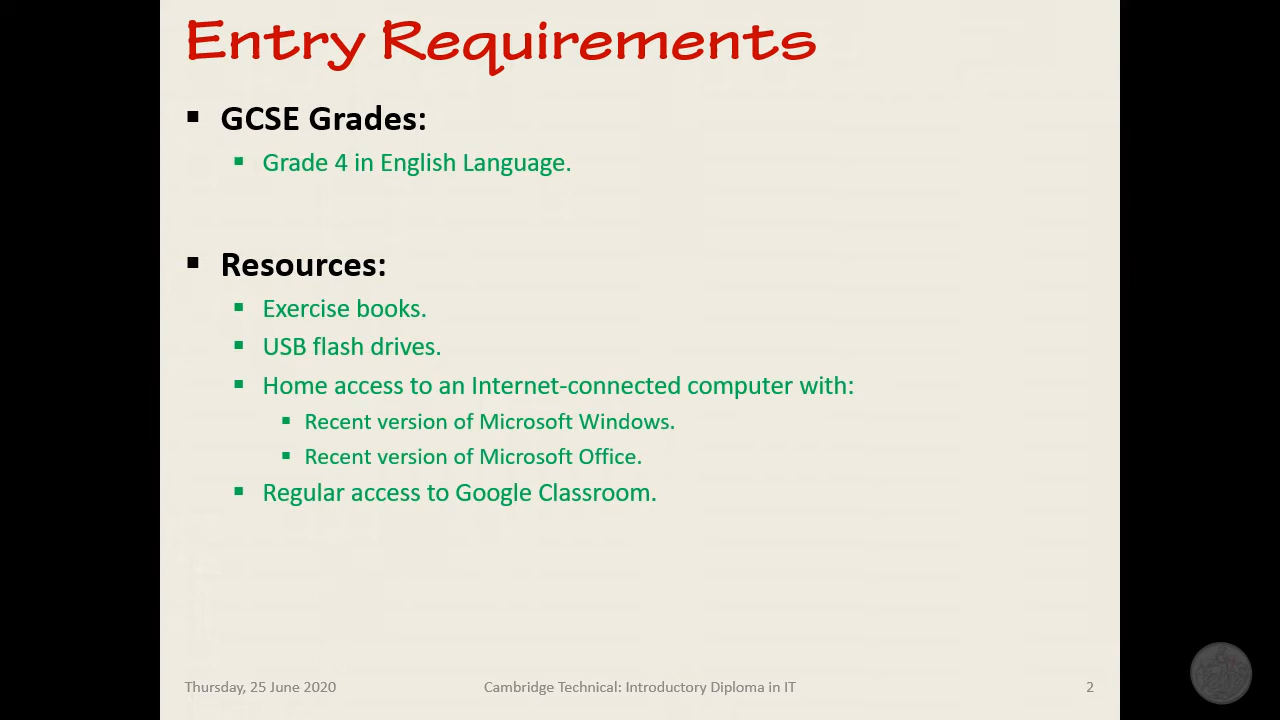 Entry Requirements
▪ GCSE Grades:
▪ Grade 4 in English Language.
▪ Resources:
▪ Exercise books.
▪ USB flash drives.
▪ Home access to an Internet-connected computer with:
▪ Recent version of Microsoft Windows.
▪ Recent version of Microsoft Office.
▪ Regular access to Google Classroom.
Thursday, 25 June 2020 Cambridge Technical: Introductory Diploma in IT 2